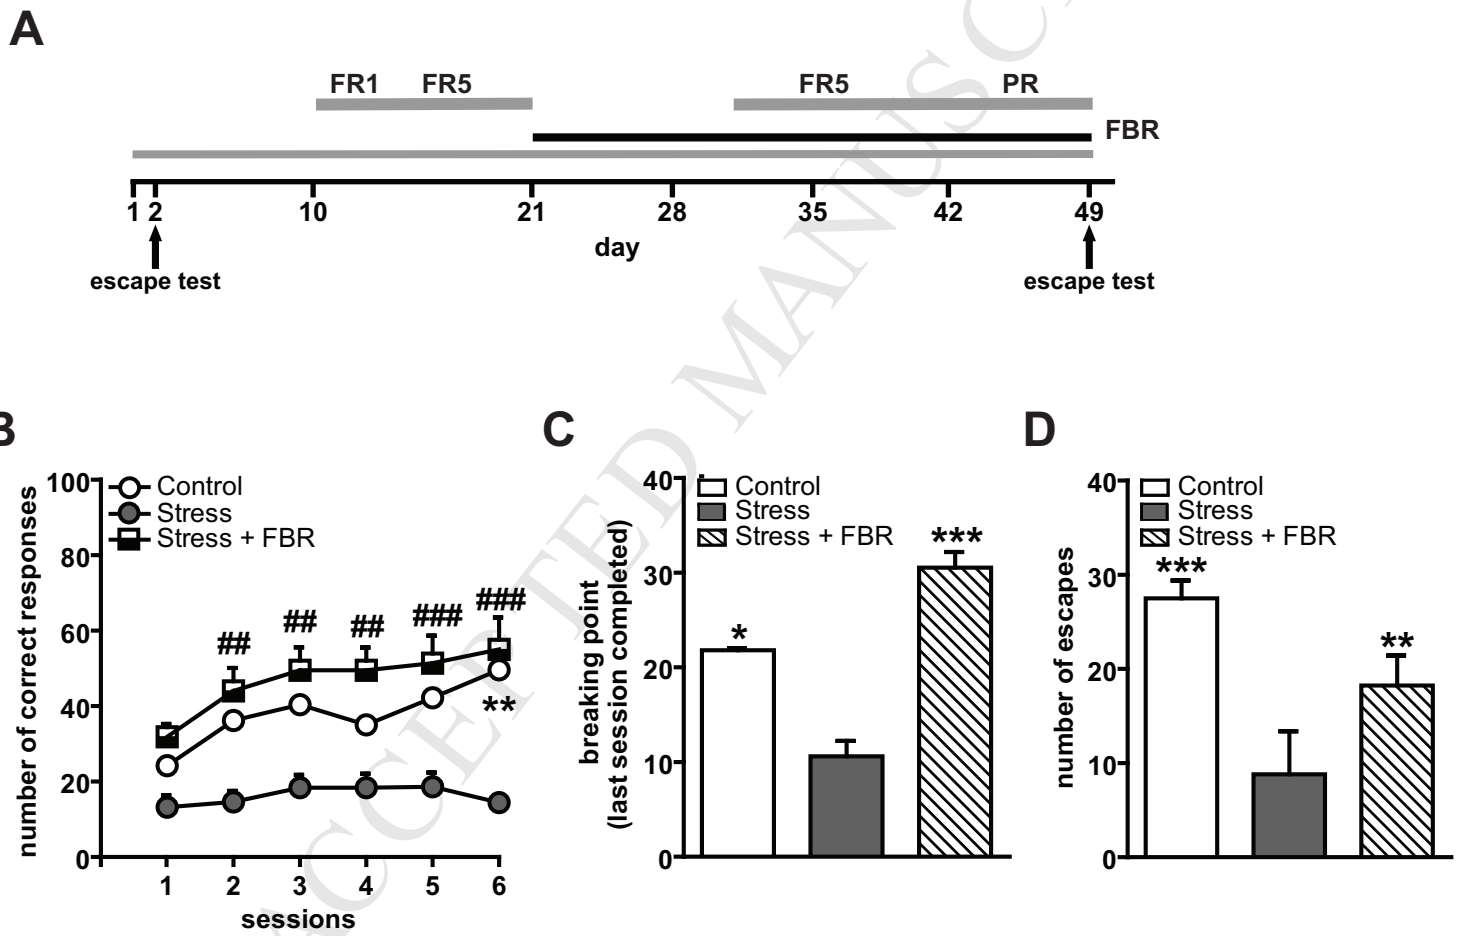 A
FR1 FR5 FR5 PR
FBR
1 2 10 21 28 35 42 49
day
escape test escape test
ACCEPTED MANUSC
B
number of correct responses
100
80
60
40
20
0
Control
Stress
Stress + FBR
## ## ## ### ###
**
1 2 3 4 5 6
sessions
C
breaking point
(last session completed)
40
30
20
10
0
Control
Stress
Stress + FBR
* ***
D
number of escapes
40
30
20
10
0
Control
Stress
Stress + FBR
*** **